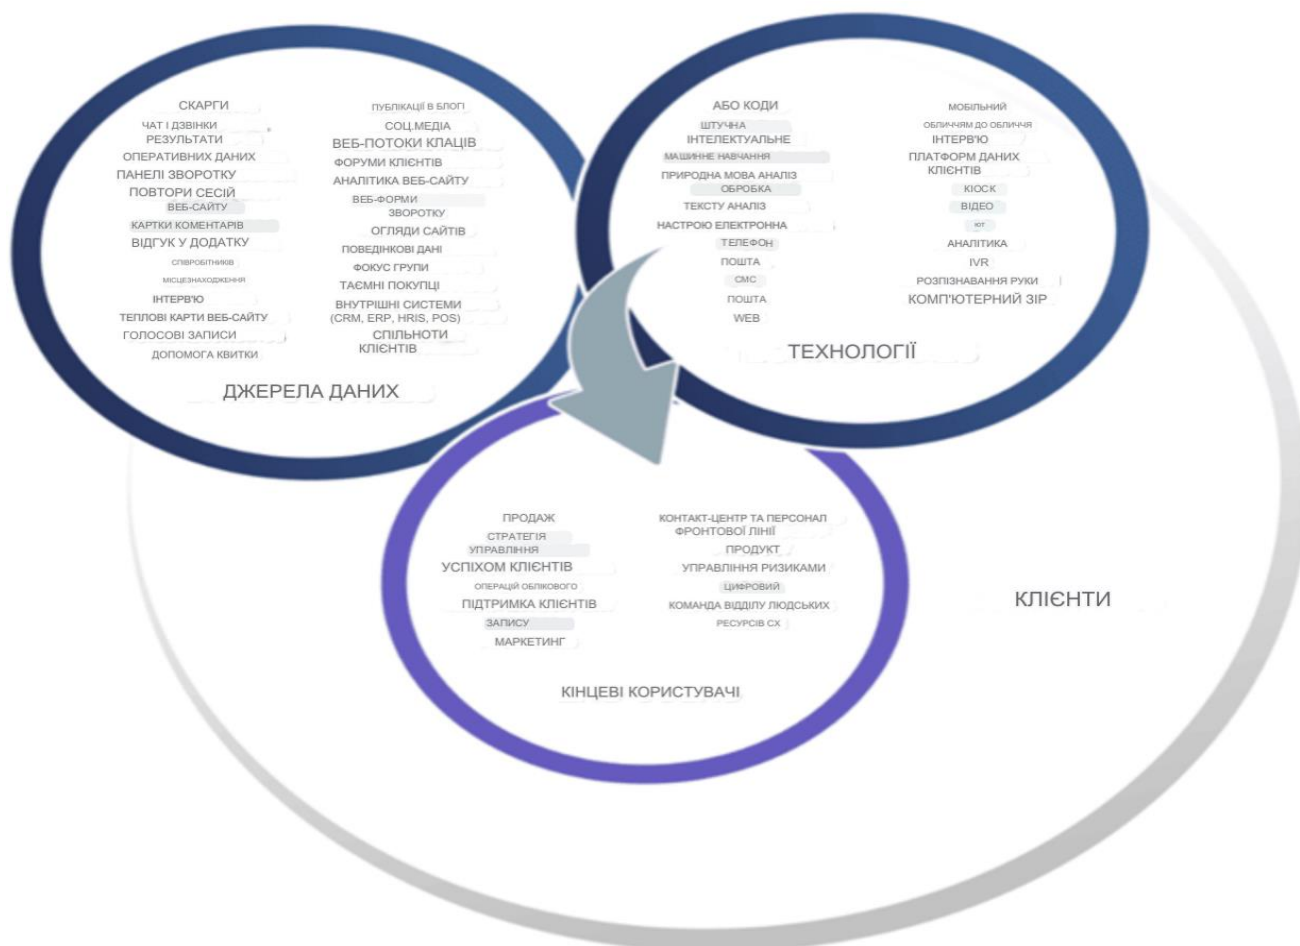 СКАРГИ
ЧАТ І ДЗВІНКИ
РЕЗУЛЬТАТИ
ОПЕРАТИВНИХ ДАНИХ
ПАНЕЛІ ЗВОРОТКУ
ПОВТОРИ СЕСІЙ
ВЕБ-САЙТУ
КАРТКИ КОМЕНТАРІВ
ВІДГУК У ДОДАТКУ
СПІВРОБІТНИКІВ
МІСЦЕЗНАХОДЖЕННЯ
ІНТЕРВ'Ю
ТЕПЛОВІ КАРТИ ВЕБ-САЙТУ
ГОЛОСОВІ ЗАПИСИ
ДОПОМОГА КВИТКИ
ПУБЛІКАЦІЇ В БЛОГІ
СОЦ.МЕДІА
ВЕБ-ПОТОКИ КЛАЦІВ
ФОРУМИ КЛІЄНТІВ
АНАЛІТИКА ВЕБ-САЙТУ
ВЕБ-ФОРМИ
ЗВОРОТКУ
ОГЛЯДИ САЙТІВ
ПОВЕДІНКОВІ ДАНІ
ФОКУС ГРУПИ
ТАЄМНІ ПОКУПЦІ
ВНУТРІШНІ СИСТЕМИ
(CRM, ERP, HRIS, POS)
СПІЛЬНОТИ
КЛІЄНТІВ
ДЖЕРЕЛА ДАНИХ
АБО КОДИ
ШТУЧНА
ІНТЕЛЕКТУАЛЬНЕ
МАШИННЕ НАВЧАННЯ
ПРИРОДНА МОВА АНАЛІЗ
ОБРОБКА
ТЕКСТУ АНАЛІЗ
НАСТРОЮ ЕЛЕКТРОННА
ТЕЛЕФОН
ПОШТА
СМС
ПОШТА
WEB
МОБІЛЬНИЙ
ОБЛИЧЧЯМ ДО ОБЛИЧЧЯ
ІНТЕРВ'Ю
ПЛАТФОРМ ДАНИХ
КЛІЄНТІВ
КІОСК
ВІДЕО
ІОТ
АНАЛІТИКА
IVR
РОЗПІЗНАВАННЯ РУКИ
КОМП'ЮТЕРНИЙ ЗІР
ТЕХНОЛОГІЇ
ПРОДАЖ
СТРАТЕГІЯ
УПРАВЛІННЯ
УСПІХОМ КЛІЄНТІВ
ОПЕРАЦІЙ ОБЛІКОВОГО
ПІДТРИМКА КЛІЄНТІВ
ЗАПИСУ
МАРКЕТИНГ
КОНТАКТ-ЦЕНТР ТА ПЕРСОНАЛ
ФРОНТОВОЇ ЛІНІЇ
ПРОДУКТ
УПРАВЛІННЯ РИЗИКАМИ
ЦИФРОВИЙ
КОМАНДА ВІДДІЛУ ЛЮДСЬКИХ
РЕСУРСІВ CX
КІНЦЕВІ КОРИСТУВАЧІ
КЛІЄНТИ